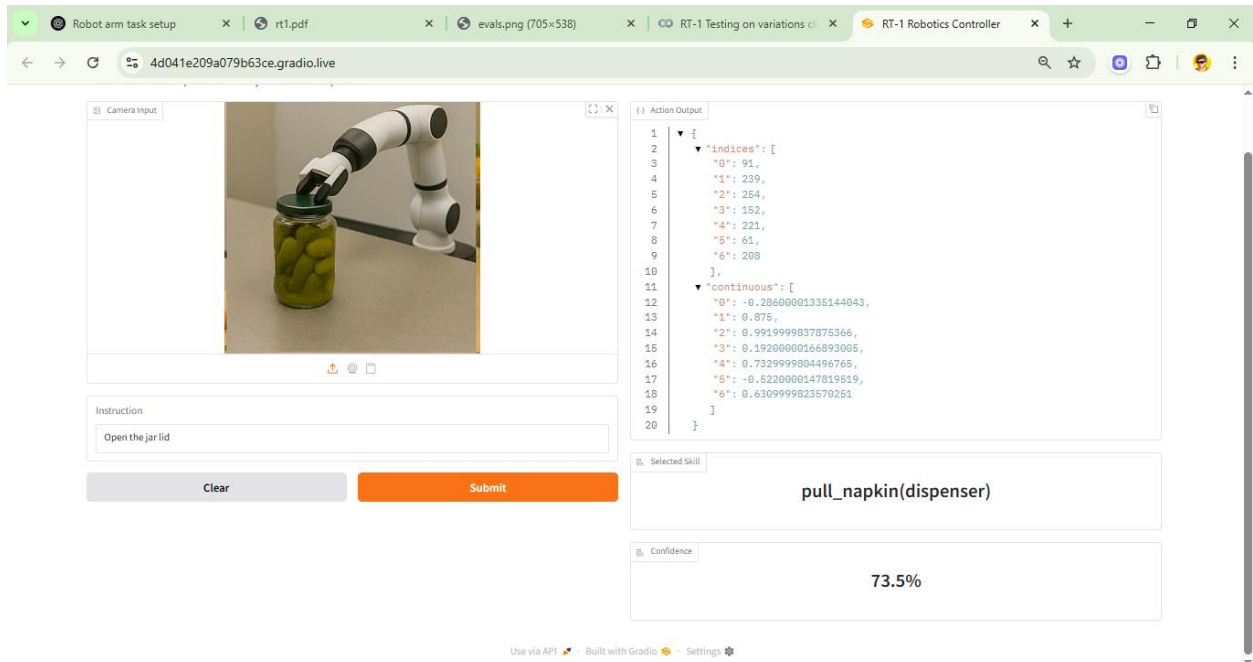 Robot arm task setup
rt1.pdf
evals.png (705×538)
RT-1 Testing on variations cl
RT-1 Robotics Controller
4d041e209a079b63ce.gradio.live
Camera Input
Instruction
Open the jar lid
Clear
Submit
Action Output
1 {
2 "indices": [
3 "0": 91,
4 "1": 239,
5 "2": 254,
6 "3": 152,
7 "4": 221,
8 "5": 61,
9 "6": 208
10 ],
11 "continuous": [
12 "0": -0.28600001335144043,
13 "1": 0.875,
14 "2": 0.9919999837875366,
15 "3": 0.19200000166893005,
16 "4": 0.7329999804496765,
17 "5": -0.5220000147819519,
18 "6": 0.6309999823570251
19 ]
20 }
Selected Skill
pull_napkin(dispenser)
Confidence
73.5%
Use via API · Built with Gradio · Settings